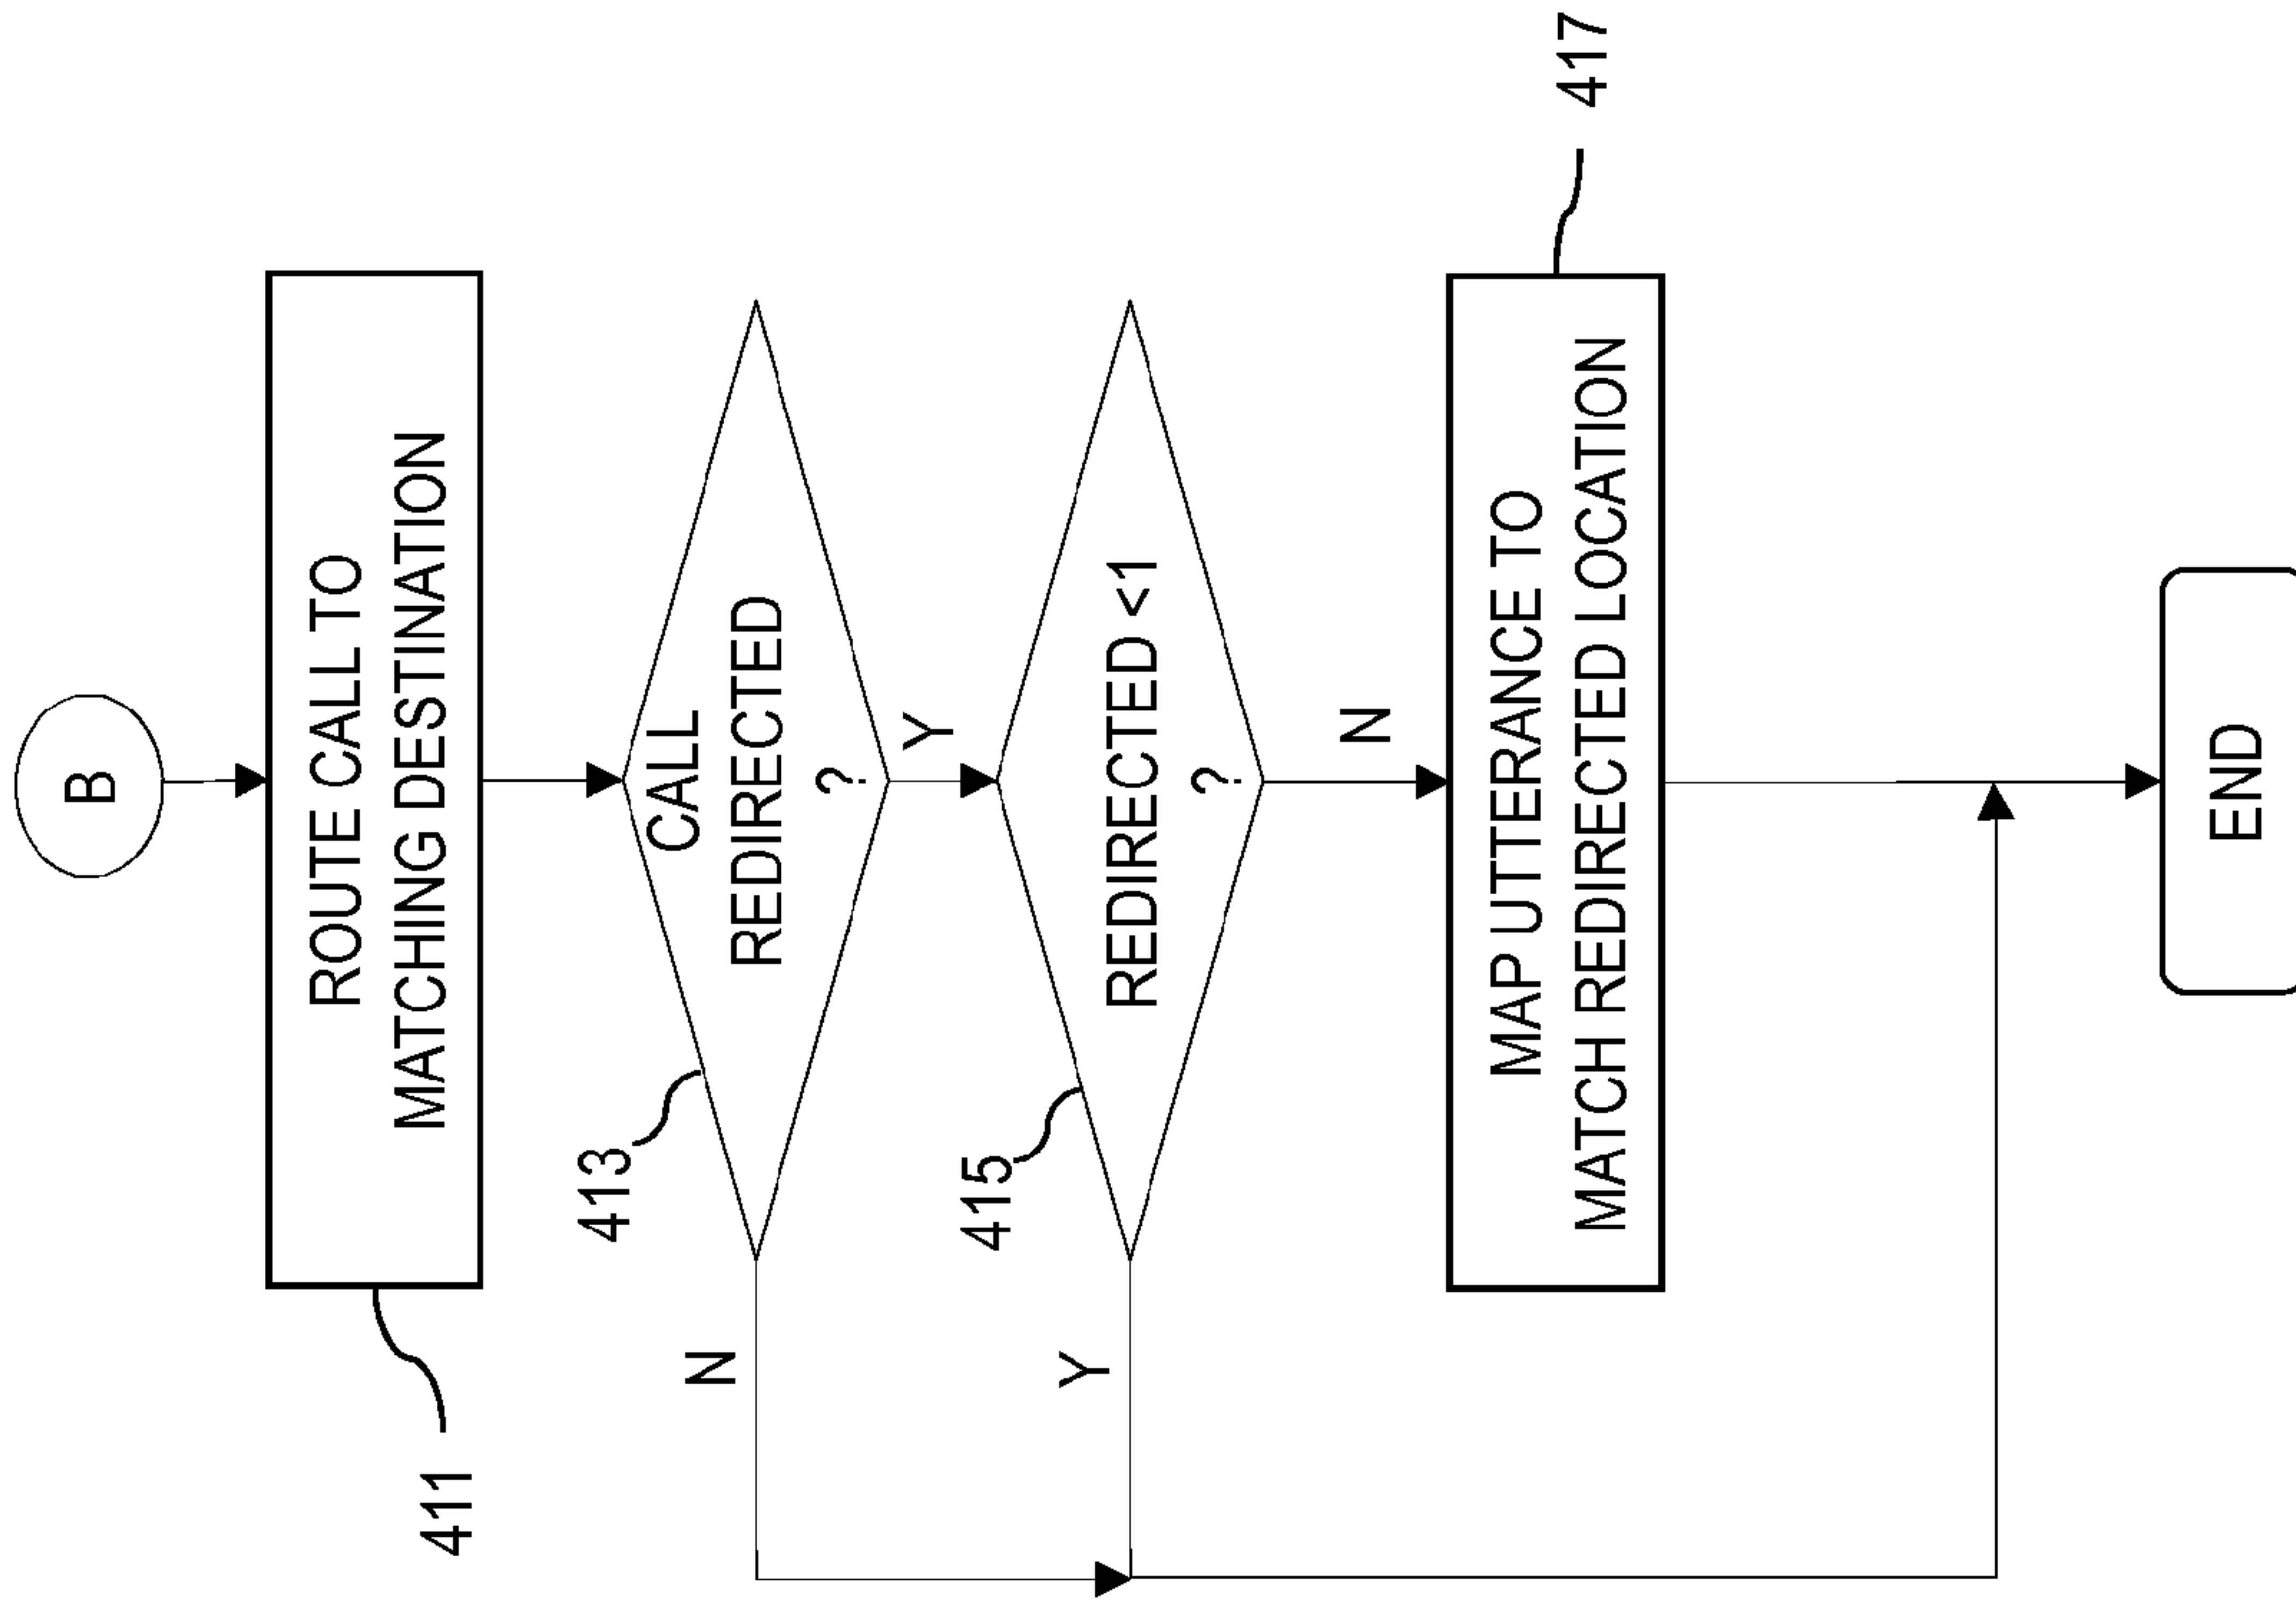 B
ROUTE CALL TO
MATCHING DESTINATION
411
CALL
REDIRECTED
?
413
N
Y
REDIRECTED <1
?
415
Y
N
MAP UTTERANCE TO
MATCH REDIRECTED LOCATION
417
END